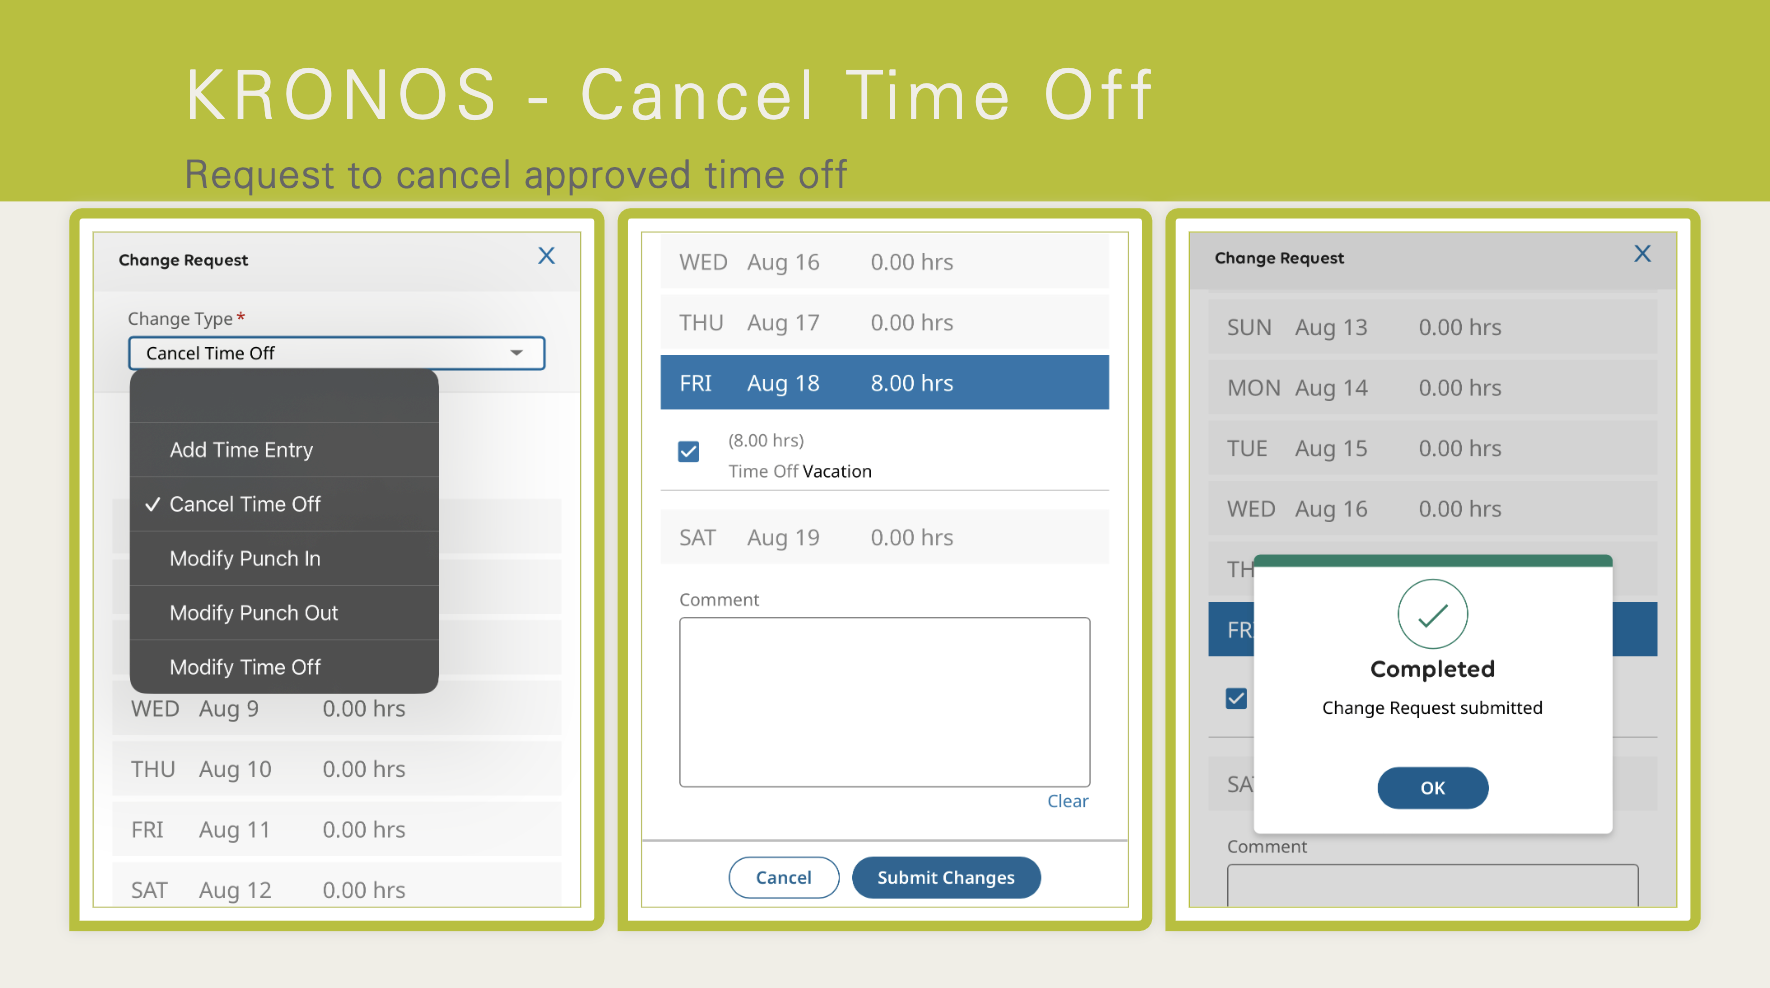 KRONOS - Cancel Time Off
Request to cancel approved time off
Change Request X
Change Type *
Cancel Time Off
Add Time Entry
✓ Cancel Time Off
Modify Punch In
Modify Punch Out
Modify Time Off
WED Aug 9 0.00 hrs
THU Aug 10 0.00 hrs
FRI Aug 11 0.00 hrs
SAT Aug 12 0.00 hrs
WED Aug 16 0.00 hrs
THU Aug 17 0.00 hrs
FRI Aug 18 8.00 hrs
(8.00 hrs)
Time Off Vacation
SAT Aug 19 0.00 hrs
Comment
Clear
Cancel Submit Changes
Change Request X
SUN Aug 13 0.00 hrs
MON Aug 14 0.00 hrs
TUE Aug 15 0.00 hrs
WED Aug 16 0.00 hrs
TH
FR
Completed
Change Request submitted
SA
OK
Comment